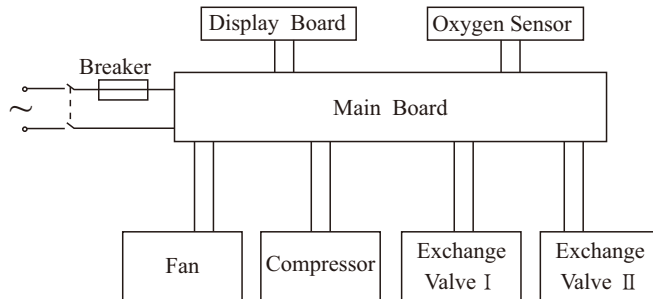 Display Board
Oxygen Sensor
Breaker
~
Main Board
Fan
Compressor
Exchange
Valve Ⅰ
Exchange
Valve Ⅱ